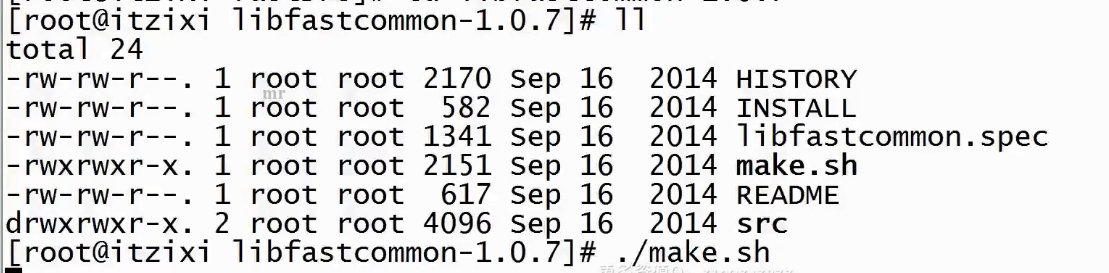 [root@itzixi libfastcommon-1.0.7]# ll
total 24
-rw-rw-r--. 1 root root 2170 Sep 16  2014 HISTORY
mr
-rw-rw-r--. 1 root root  582 Sep 16  2014 INSTALL
-rw-rw-r--. 1 root root 1341 Sep 16  2014 libfastcommon.spec
-rwxrwxr-x. 1 root root 2151 Sep 16  2014 make.sh
-rw-rw-r--. 1 root root  617 Sep 16  2014 README
drwxrwxr-x. 2 root root 4096 Sep 16  2014 src
[root@itzixi libfastcommon-1.0.7]# ./make.sh